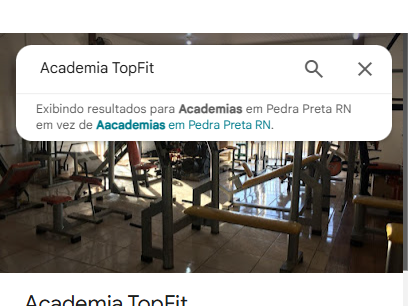 Academia TopFit
Exibindo resultados para Academias em Pedra Preta RN
em vez de Aacademias em Pedra Preta RN.
Academia TopFit